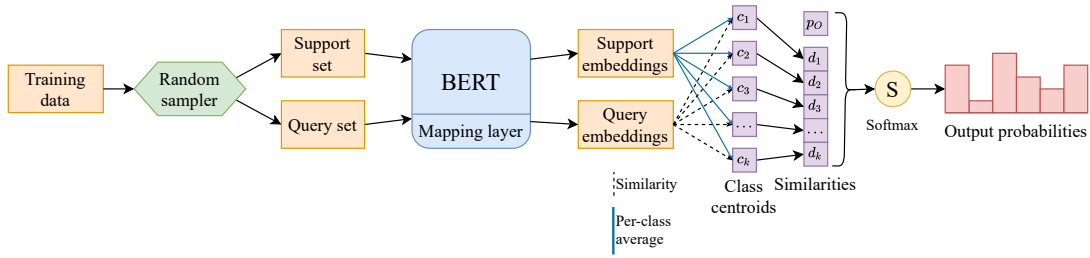 Training
data
Random
sampler
Support
set
Query set
BERT
Mapping layer
Support
embeddings
Query
embeddings
c1
c2
c3
...
ck
Class
centroids
pO
d1
d2
d3
...
dk
Similarities
S
Softmax
Output probabilities
Similarity
Per-class
average